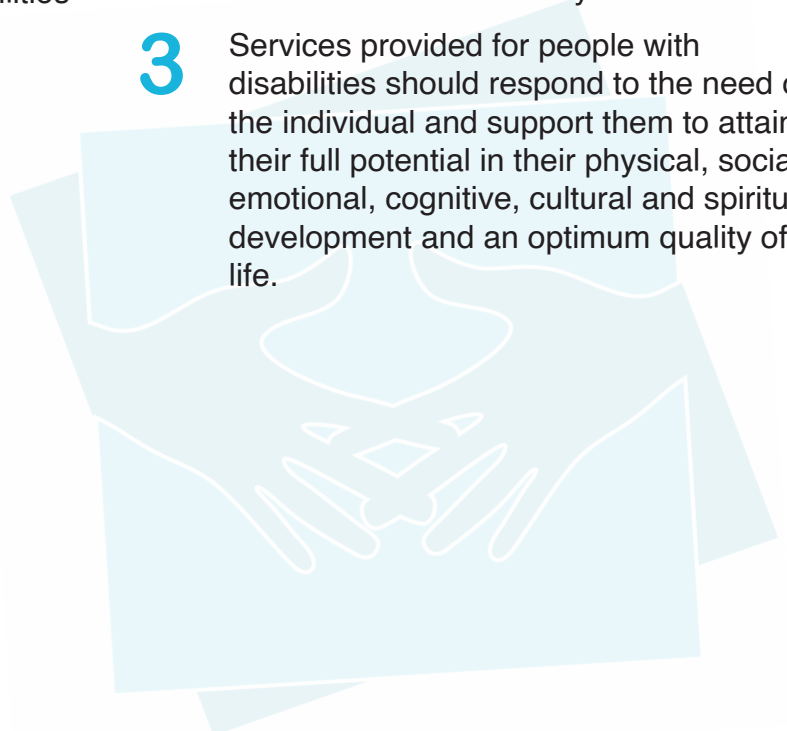 3
Services provided for people with
disabilities should respond to the need
the individual and support them to attain
their full potential in their physical,
emotional, cognitive, cultural and
development and an optimum quality of
life.